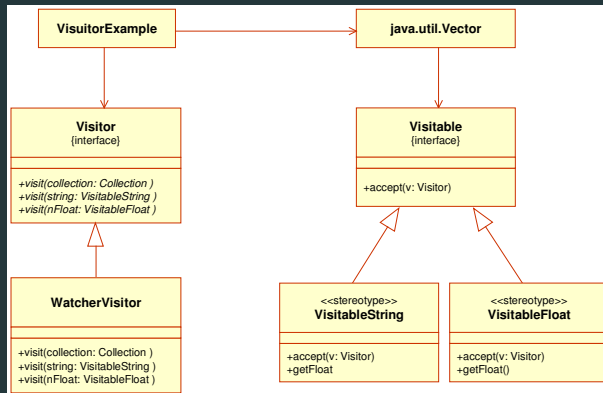 VisuitorExample
java.util.Vector
Visitor
{interface}
+visit(collection: Collection )
+visit(string: VisitableString )
+visit(nFloat: VisitableFloat )
Visitable
{interface}
+accept(v: Visitor)
WatcherVisitor
+visit(collection: Collection )
+visit(string: VisitableString )
+visit(nFloat: VisitableFloat )
<<stereotype>>
VisitableString
+accept(v: Visitor)
+getFloat
<<stereotype>>
VisitableFloat
+accept(v: Visitor)
+getFloat()